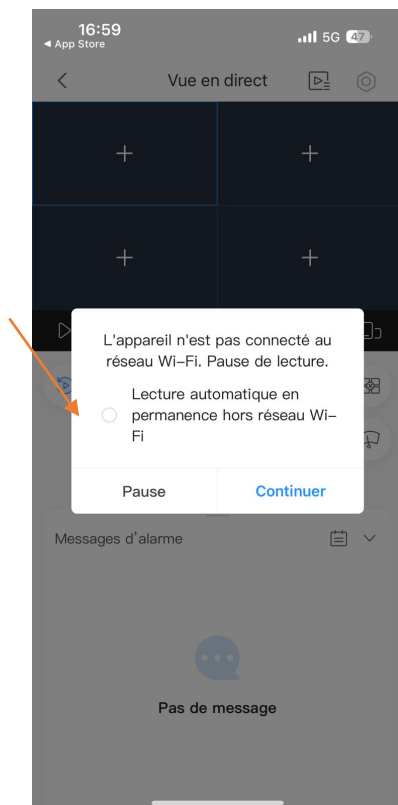 16:59
5G 47
◀ App Store
Vue en direct
L'appareil n'est pas connecté au
réseau Wi-Fi. Pause de lecture.
Lecture automatique en
permanence hors réseau Wi-
Fi
Pause Continuer
Messages d'alarme
Pas de message